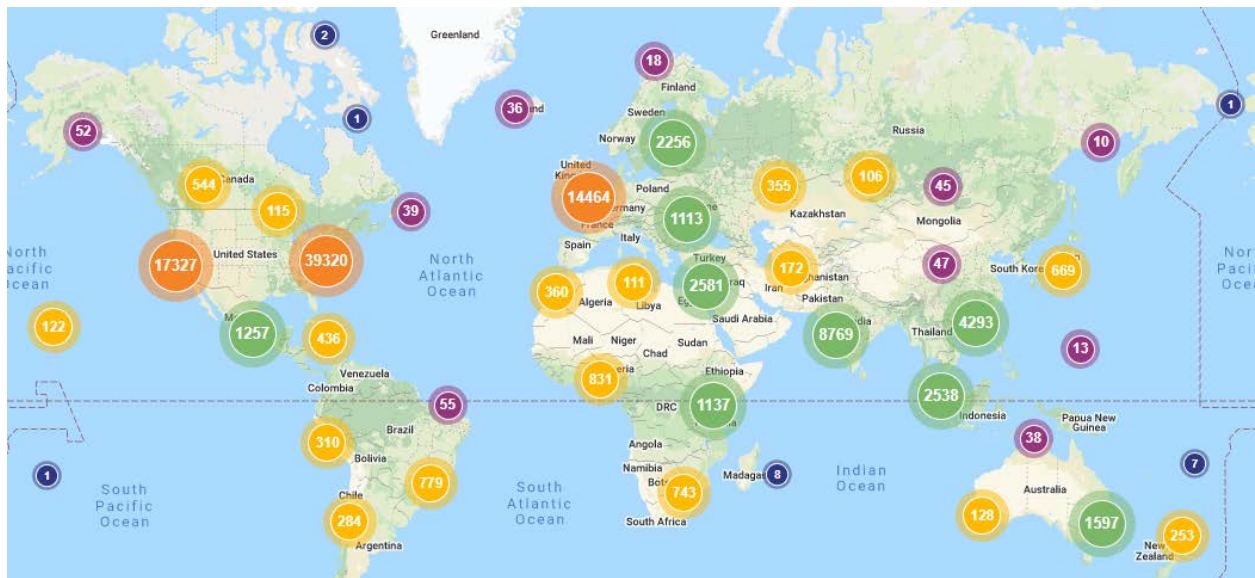 2
Greenland
18
Finland
36
1
1
Sweden
52
Norway
2256
Russia
10
United
544
Canada
14464
Poland
355
106
45
115
39
Germany
1113
Kazakhstan
Mongolia
France
North
Pacific
Ocean
17327
United States
39320
North
Atlantic
Ocean
Spain
Italy
Turkey
172
Afghanistan
47
South Korea
669
360
Algeria
111
Libya
2581
Iran
Pakistan
Saudi Arabia
122
1257
436
Mali
Niger
Chad
Sudan
8769
Thailand
4293
13
Venezuela
Colombia
831
Ethiopia
55
DRC
1137
2538
Indonesia
Papua New
Guinea
310
Brazil
Angola
38
Bolivia
1
779
Namibia
743
Madagascar
8
Indian
Ocean
7
South
Pacific
Ocean
Chile
284
South
Atlantic
Ocean
South Africa
128
Australia
1597
Argentina
New
Zealand
253